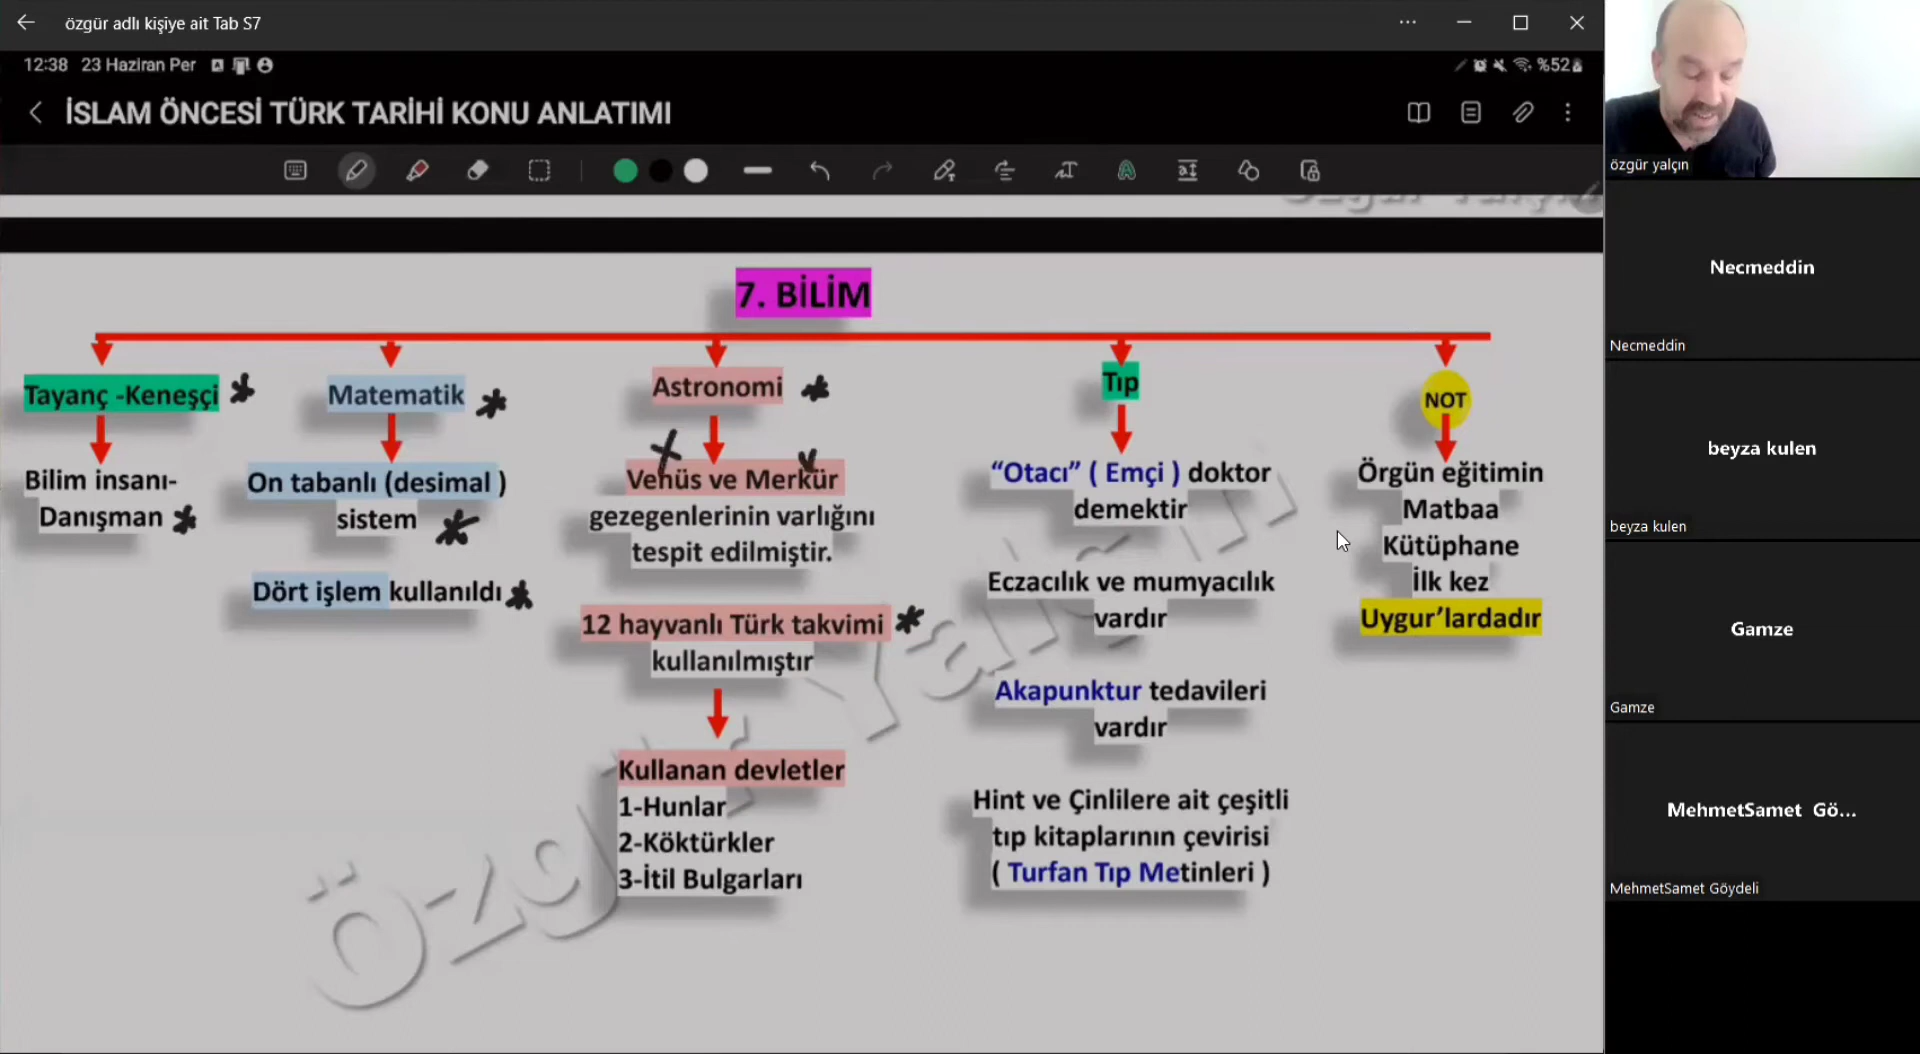 özgür adlı kişiye ait Tab S7
12:38 23 Haziran Per
%52
İSLAM ÖNCESİ TÜRK TARİHİ KONU ANLATIMI
7. BİLİM
Tayanç -Keneşçi
Bilim insanı-
Danışman
Matematik
On tabanlı (desimal )
sistem
Dört işlem kullanıldı
Astronomi
Venüs ve Merkür
gezegenlerinin varlığını
tespit edilmiştir.
12 hayvanlı Türk takvimi
kullanılmıştır
Kullanan devletler
1-Hunlar
2-Köktürkler
3-İtil Bulgarları
Tıp
“Otacı” ( Emçi ) doktor
demektir
Eczacılık ve mumyacılık
vardır
Akapunktur tedavileri
vardır
Hint ve Çinlilere ait çeşitli
tıp kitaplarının çevirisi
( Turfan Tıp Metinleri )
NOT
Örgün eğitimin
Matbaa
Kütüphane
İlk kez
Uygur’lardadır
Özgür Yalçın
özgür yalçın
Necmeddin
Necmeddin
beyza kulen
beyza kulen
Gamze
Gamze
MehmetSamet Gö...
MehmetSamet Göydeli